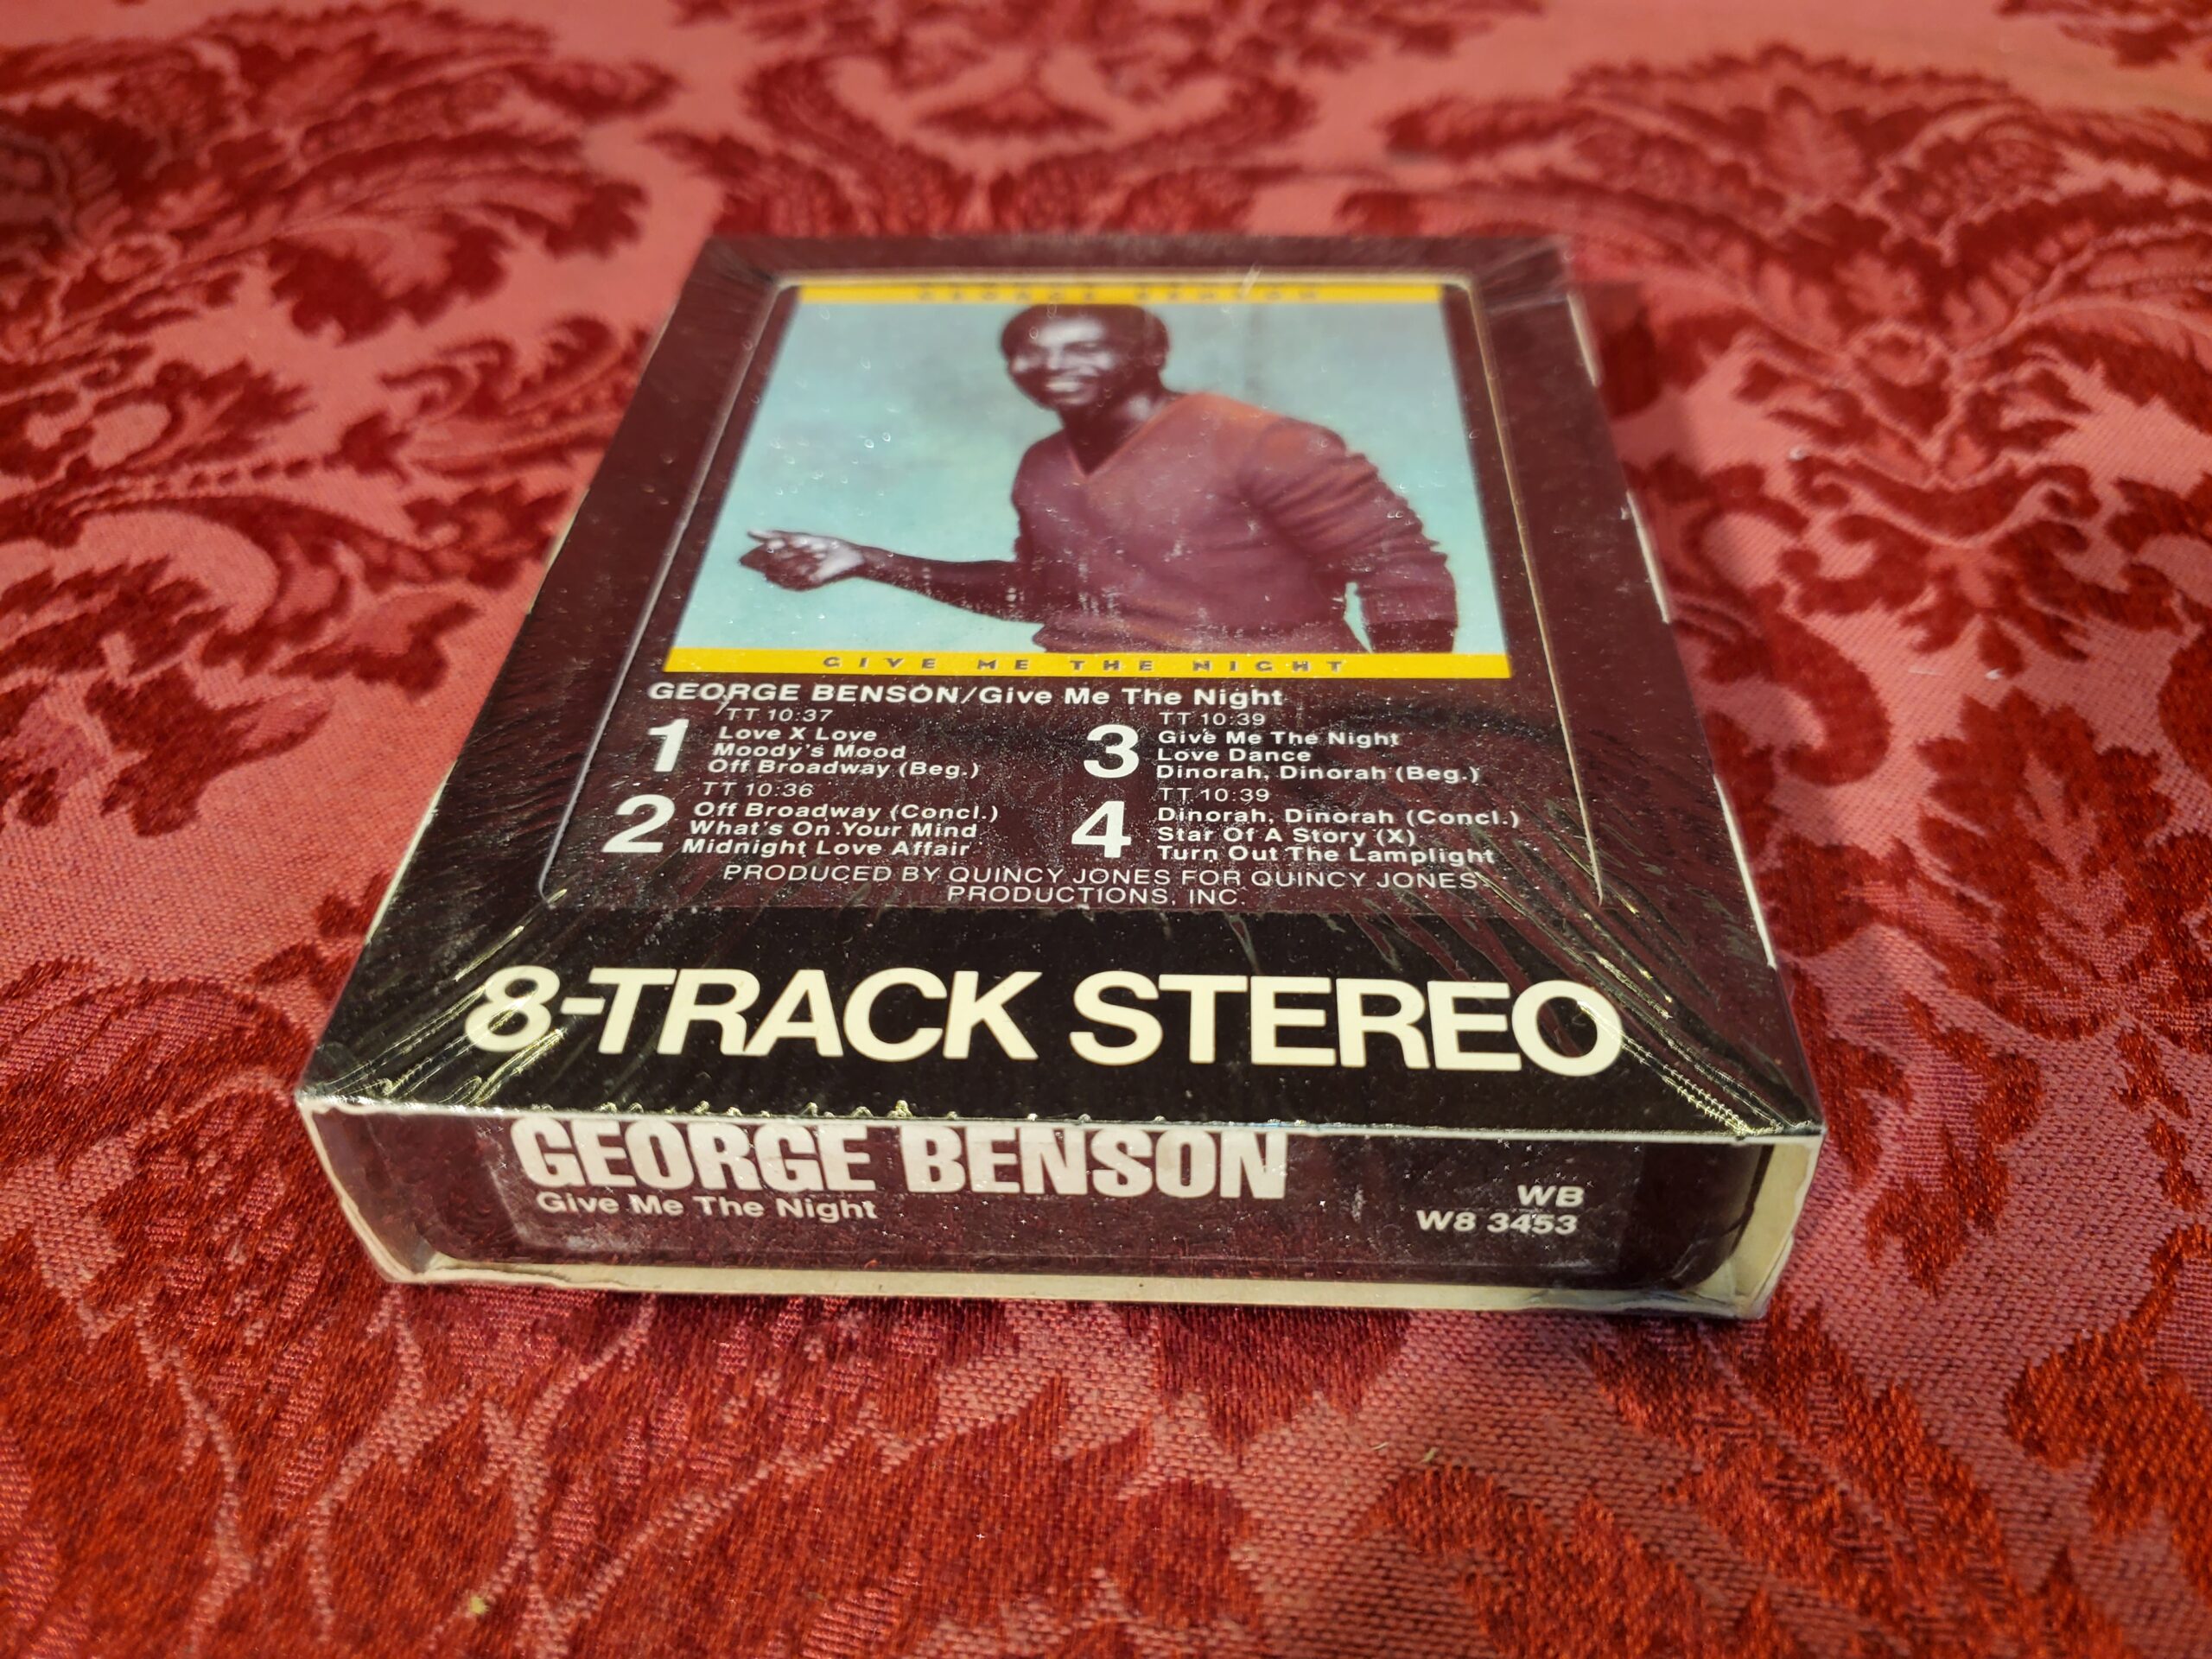 GEORGE BENSON
GIVE ME THE NIGHT
GEORGE BENSON/Give Me The Night
1
TT 10:37
Love X Love
Moody's Mood
Off Broadway (Beg.)
2
TT 10:36
Off Broadway (Concl.)
What's On Your Mind
Midnight Love Affair
3
TT 10:39
Give Me The Night
Love Dance
Dinorah, Dinorah (Beg.)
4
TT 10:39
Dinorah, Dinorah (Concl.)
Star Of A Story (X)
Turn Out The Lamplight
PRODUCED BY QUINCY JONES FOR QUINCY JONES
PRODUCTIONS, INC.
8-TRACK STEREO
GEORGE BENSON
Give Me The Night
WB
W8 3453